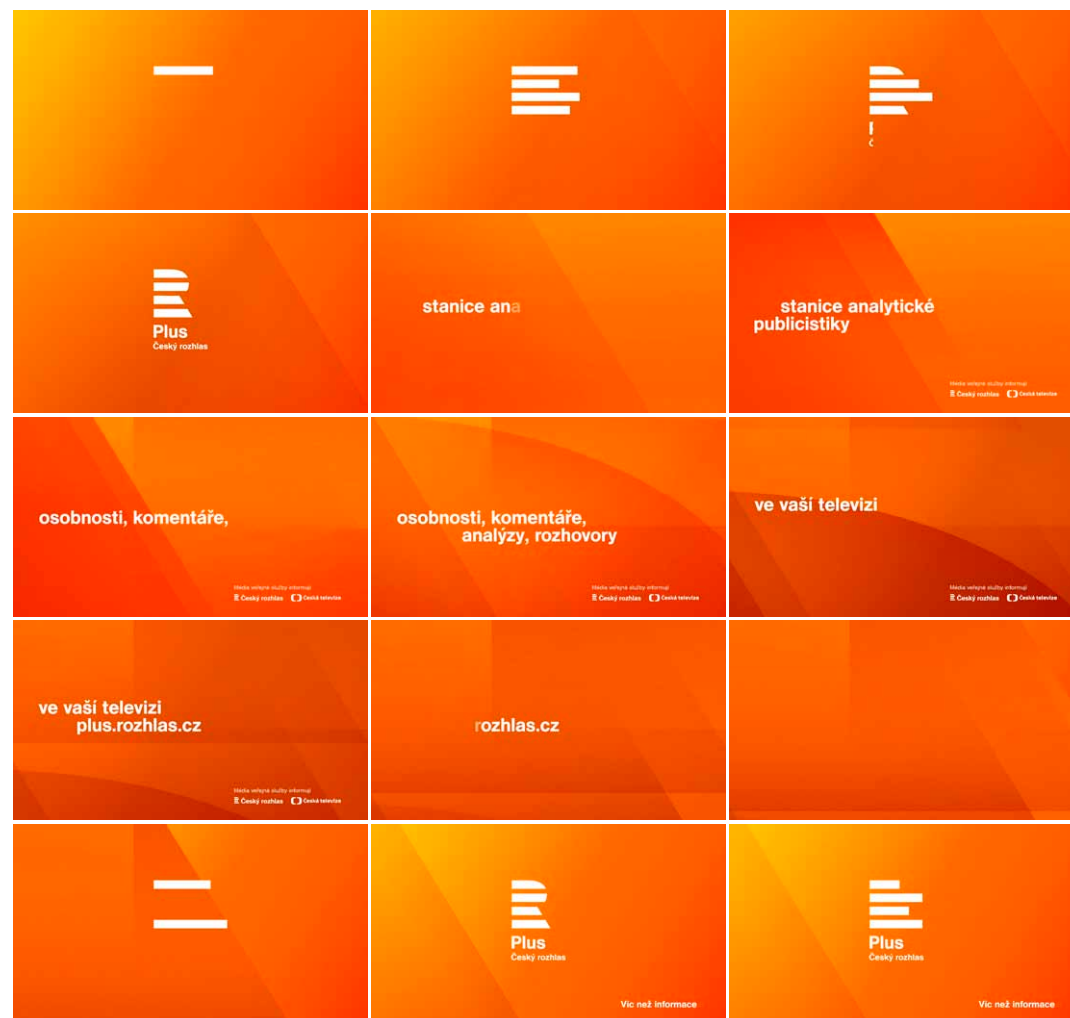 Plus
Český rozhlas
stanice ana
stanice analytické
publicistiky
Média veřejné služby informují
Český rozhlas Česká televize
osobnosti, komentáře,
Média veřejné služby informují
Český rozhlas Česká televize
osobnosti, komentáře,
analýzy, rozhovory
Média veřejné služby informují
Český rozhlas Česká televize
ve vaší televizi
Média veřejné služby informují
Český rozhlas Česká televize
ve vaší televizi
plus.rozhlas.cz
Média veřejné služby informují
Český rozhlas Česká televize
rozhlas.cz
Plus
Český rozhlas
Víc než informace
Plus
Český rozhlas
Víc než informace